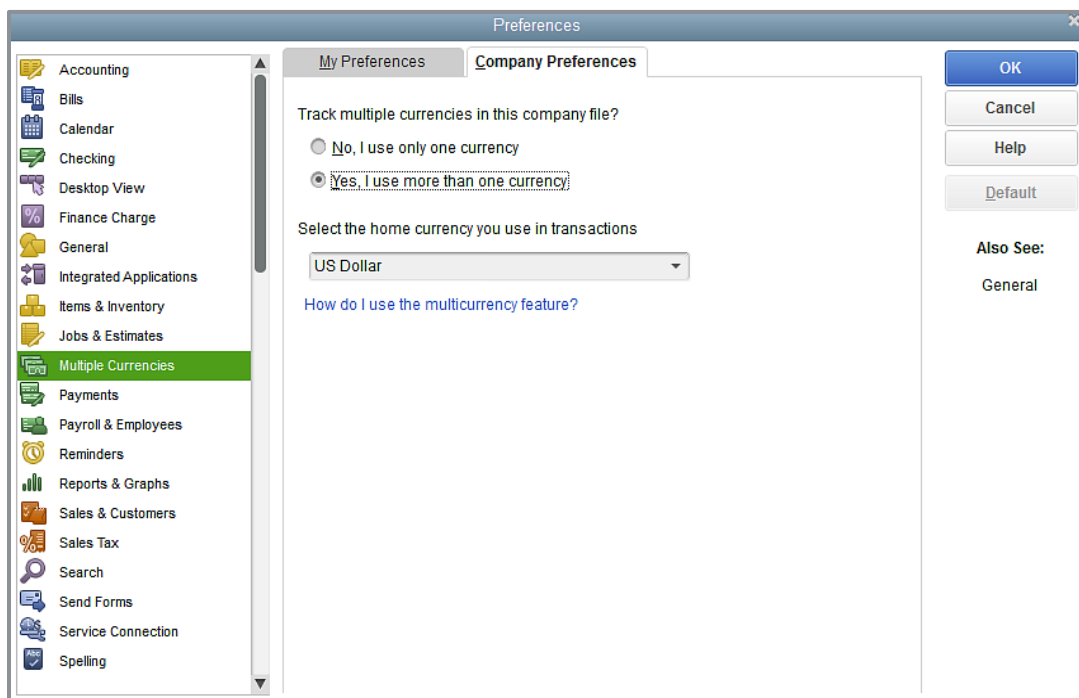 Preferences
Accounting
Bills
Calendar
Checking
Desktop View
Finance Charge
General
Integrated Applications
Items & Inventory
Jobs & Estimates
Multiple Currencies
Payments
Payroll & Employees
Reminders
Reports & Graphs
Sales & Customers
Sales Tax
Search
Send Forms
Service Connection
Spelling
My Preferences
Company Preferences
Track multiple currencies in this company file?
No, I use only one currency
Yes, I use more than one currency
Select the home currency you use in transactions
US Dollar
How do I use the multicurrency feature?
OK
Cancel
Help
Default
Also See:
General